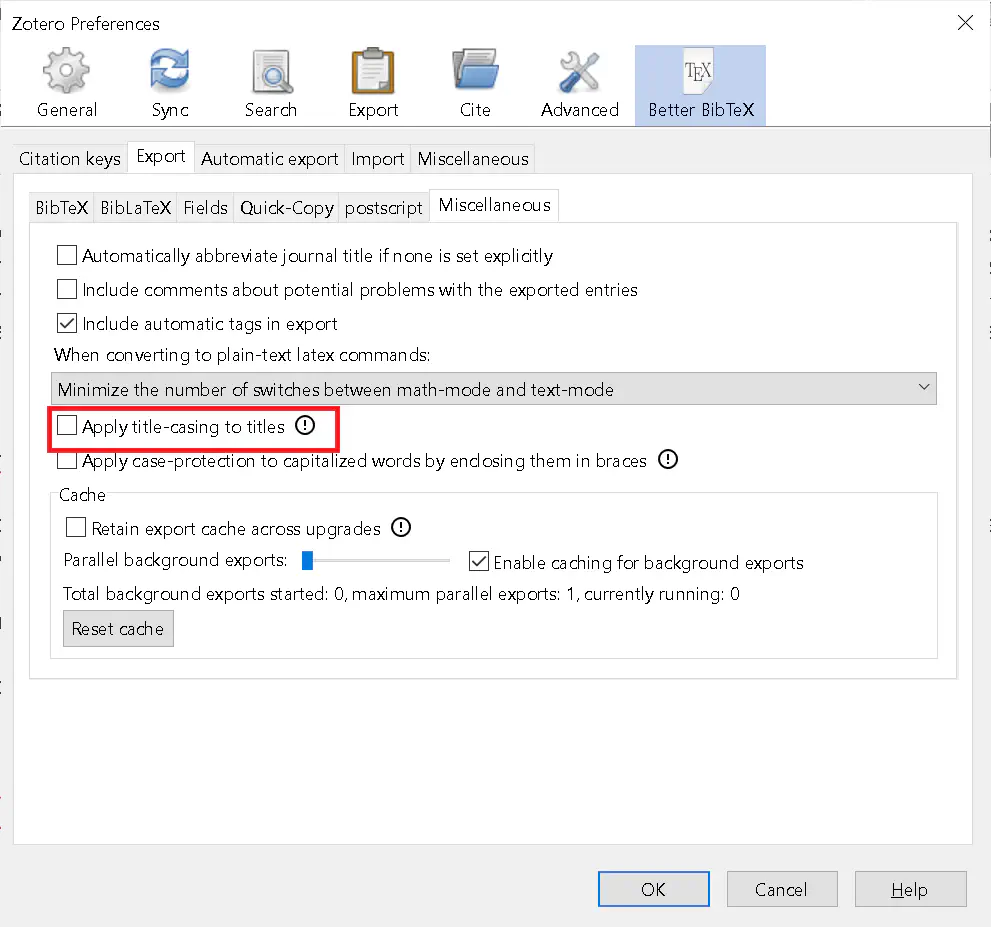 Zotero Preferences
General Sync Search Export Cite Advanced Better BibTeX
Citation keys Export Automatic export Import Miscellaneous
BibTeX BibLaTeX Fields Quick-Copy postscript Miscellaneous
Automatically abbreviate journal title if none is set explicitly
Include comments about potential problems with the exported entries
Include automatic tags in export
When converting to plain-text latex commands:
Minimize the number of switches between math-mode and text-mode
Apply title-casing to titles
Apply case-protection to capitalized words by enclosing them in braces
Cache
Retain export cache across upgrades
Parallel background exports: Enable caching for background exports
Total background exports started: 0, maximum parallel exports: 1, currently running: 0
Reset cache
OK Cancel Help